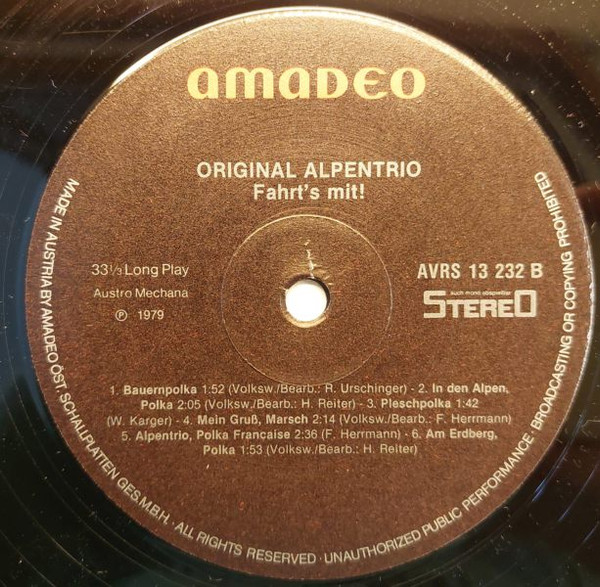 AMADEO
ORIGINAL ALPENTRIO
Fahrt's mit!
33⅓ Long Play
Austro Mechana
℗ 1979
AVRS 13 232 B
auch mono abspielbar
STEREO
1. Bauernpolka 1:52 (Volksw./Bearb.: R. Urschinger) - 2. In den Alpen,
Polka 2:05 (Volksw./Bearb.: H. Reiter) - 3. Pleschpolka 1:42
(W. Karger) - 4. Mein Gruß, Marsch 2:14 (Volksw./Bearb.: F. Herrmann)
5. Alpentrio, Polka Française 2:36 (F. Herrmann) - 6. Am Erdberg,
Polka 1:53 (Volksw./Bearb.: H. Reiter)
MADE IN AUSTRIA BY AMADEO ÖST. SCHALLPLATTEN GES.M.B.H. · ALL RIGHTS RESERVED · UNAUTHORIZED PUBLIC PERFORMANCE · BROADCASTING OR COPYING PROHIBITED